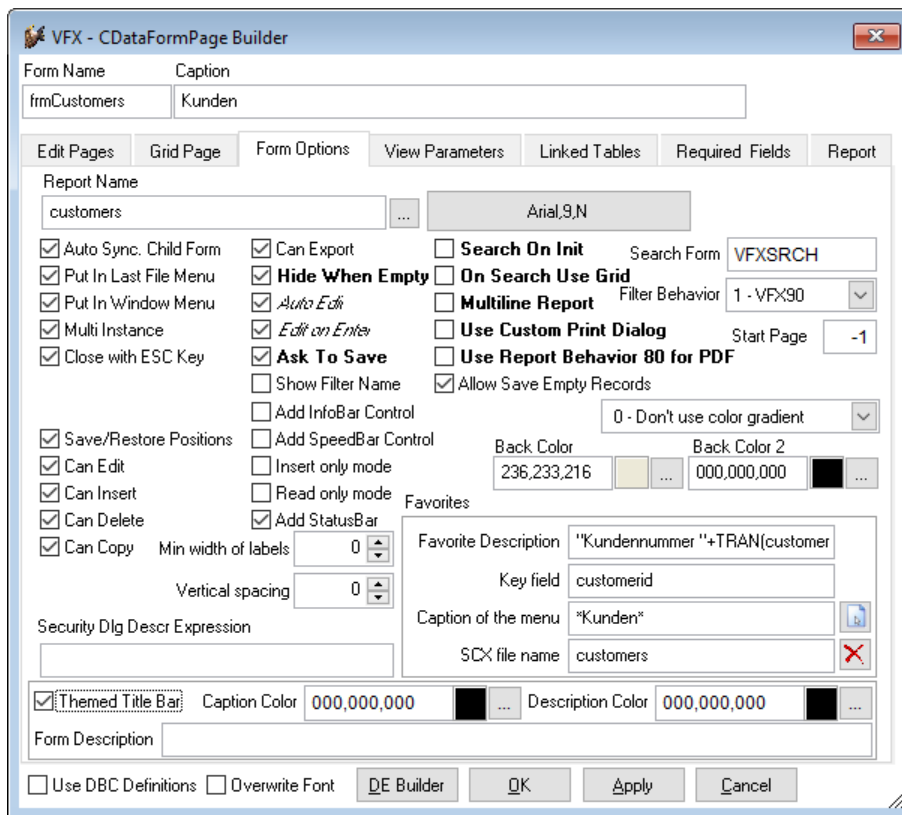 VFX - CDataFormPage Builder
Form Name Caption
frmCustomers Kunden
Edit Pages Grid Page Form Options View Parameters Linked Tables Required Fields Report
Report Name
customers ... Arial,9,N
Auto Sync. Child Form Can Export Search On Init Search Form VFXSRCH
Put In Last File Menu Hide When Empty On Search Use Grid
Put In Window Menu Auto Edit Multiline Report Filter Behavior 1 - VFX90
Multi Instance Edit on Enter Use Custom Print Dialog Start Page -1
Close with ESC Key Ask To Save Use Report Behavior 80 for PDF
Show Filter Name Allow Save Empty Records
Add InfoBar Control 0 - Don't use color gradient
Save/Restore Positions Add SpeedBar Control Back Color Back Color 2
Can Edit Insert only mode 236,233,216 ... 000,000,000 ...
Can Insert Read only mode Favorites
Can Delete Add StatusBar
Can Copy Min width of labels 0 Favorite Description "Kundennummer "+TRAN(customer
Vertical spacing 0 Key field customerid
Security Dlg Descr Expression Caption of the menu *Kunden*
SCX file name customers
Themed Title Bar Caption Color 000,000,000 ... Description Color 000,000,000 ...
Form Description
Use DBC Definitions Overwrite Font DE Builder OK Apply Cancel